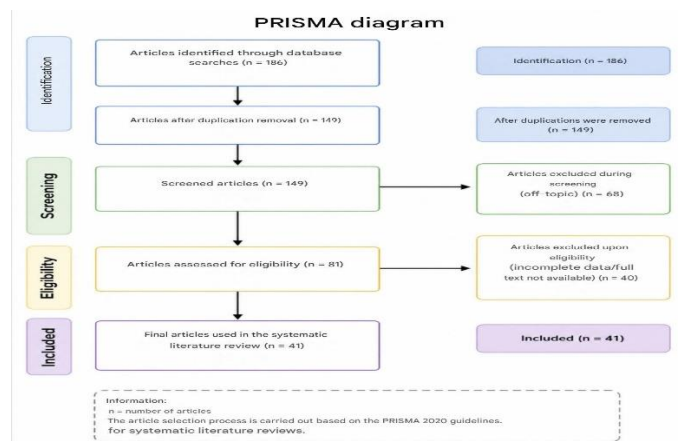 PRISMA diagram
Identification
Articles identified through database
searches (n = 186)
Identification (n = 186)
Articles after duplication removal (n = 149)
After duplications were removed
(n = 149)
Screening
Screened articles (n = 149)
Articles excluded during
screening
(off-topic) (n = 68)
Eligibility
Articles assessed for eligibility (n = 81)
Articles excluded upon
eligibility
(incomplete data/full
text not available) (n = 40)
Included
Final articles used in the systematic
literature review (n = 41)
Included (n = 41)
Information:
n = number of articles
The article selection process is carried out based on the PRISMA 2020 guidelines.
for systematic literature reviews.